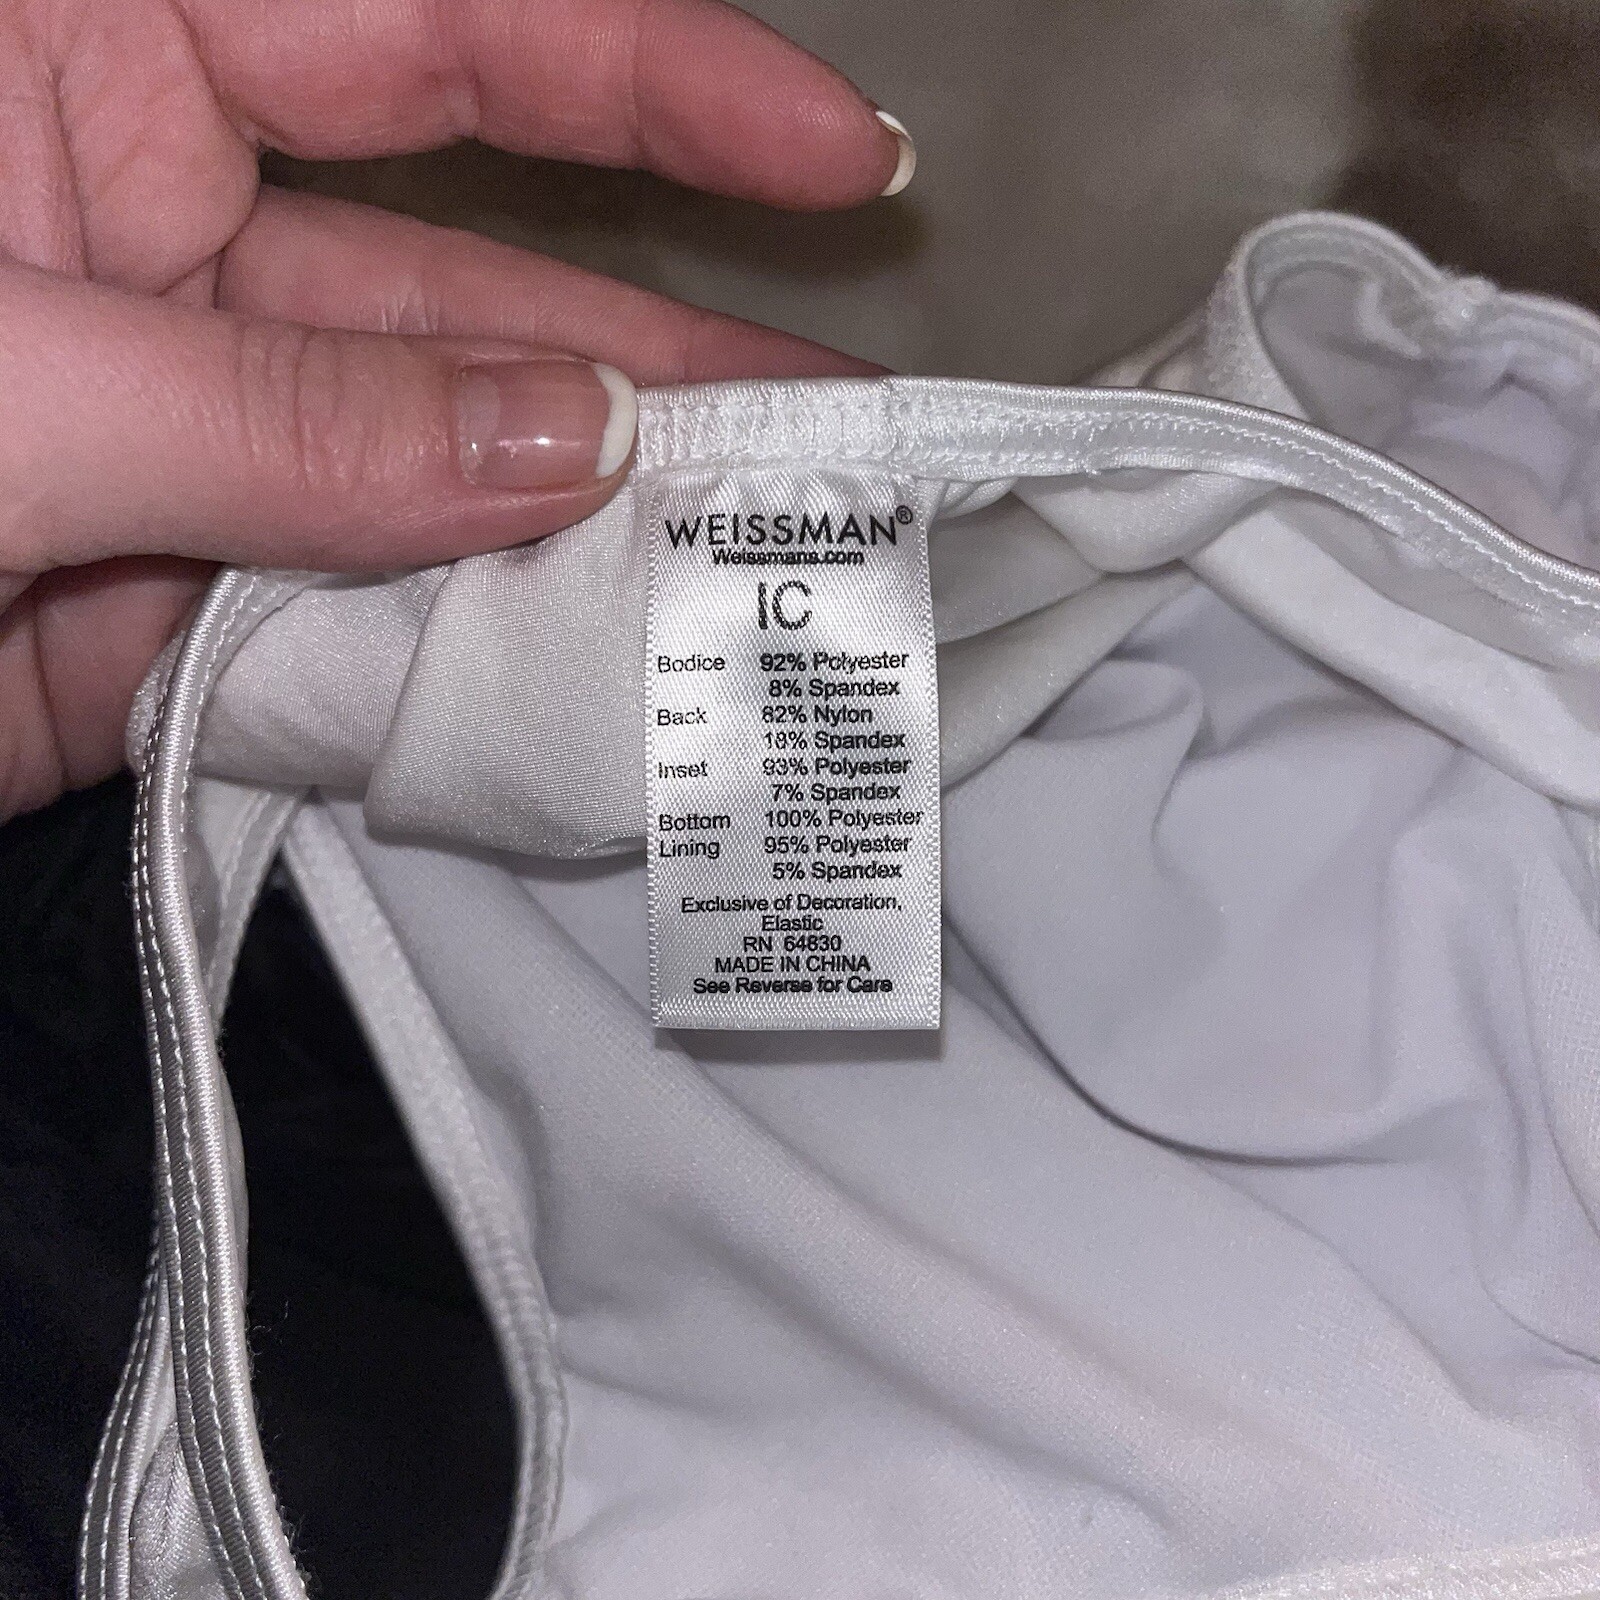 WEISSMAN®
Weissmans.com
IC
Bodice 92% Polyester
8% Spandex
Back 82% Nylon
18% Spandex
Inset 93% Polyester
7% Spandex
Bottom 100% Polyester
Lining 95% Polyester
5% Spandex
Exclusive of Decoration,
Elastic
RN 64830
MADE IN CHINA
See Reverse for Care